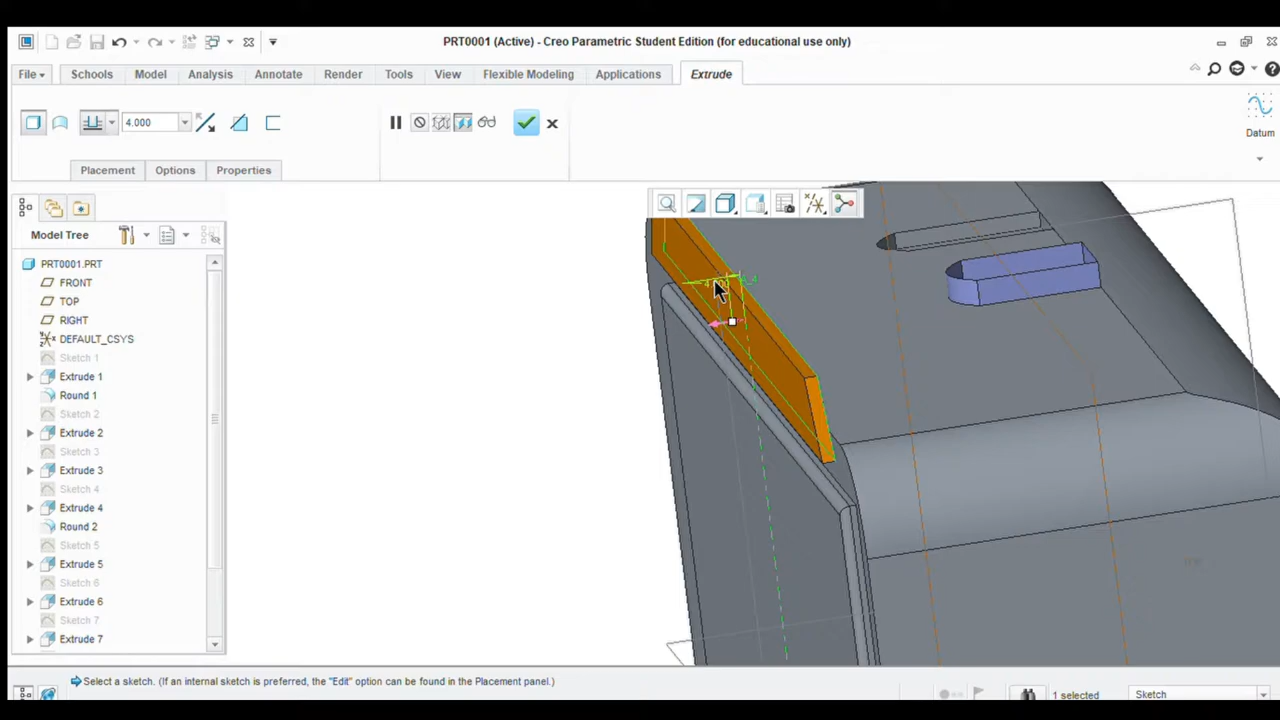 PRT0001 (Active) - Creo Parametric Student Edition (for educational use only)
File Schools Model Analysis Annotate Render Tools View Flexible Modeling Applications Extrude
4.000
Datum
Placement Options Properties
Model Tree
PRT0001.PRT
FRONT
TOP
RIGHT
DEFAULT_CSYS
Sketch 1
Extrude 1
Round 1
Sketch 2
Extrude 2
Sketch 3
Extrude 3
Sketch 4
Extrude 4
Round 2
Sketch 5
Extrude 5
Sketch 6
Extrude 6
Sketch 7
Extrude 7
Select a sketch. (If an internal sketch is preferred, the "Edit" option can be found in the Placement panel.)
1 selected
Sketch